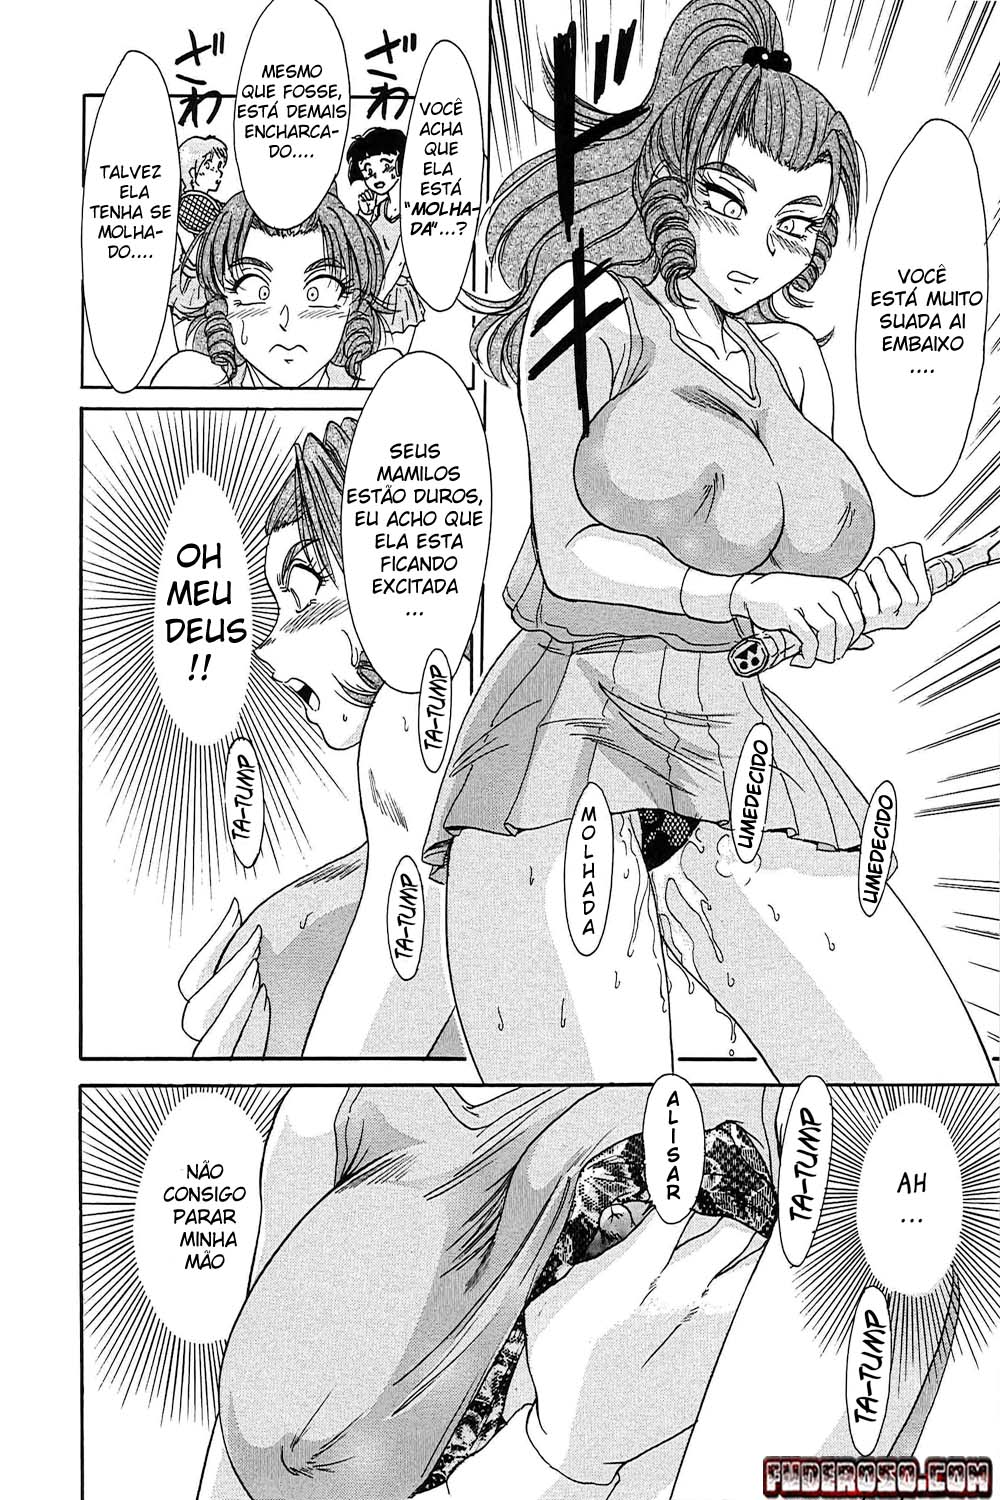 VOCÊ
ESTÁ MUITO
SUADA AI
EMBAIXO
....
VOCÊ
ACHA
QUE
ELA
ESTÁ
"MOLHA-
DA"...?
MESMO
QUE FOSSE,
ESTÁ DEMAIS
ENCHARCA-
DO....
TALVEZ
ELA
TENHA SE
MOLHA-
DO....
ざわ
ざわ
SEUS
MAMILOS
ESTÃO DUROS,
EU ACHO QUE
ELA ESTA
FICANDO
EXCITADA
...
OH
MEU
DEUS
!!
TA-TUMP
TA-TUMP
TA-TUMP
MOLHADA
UMEDECIDO
UMEDECIDO
ALISAR
TA-TUMP
AH
...
TA-TUMP
NÃO
CONSIGO
PARAR
MINHA
MÃO
FUDEROSO.COM